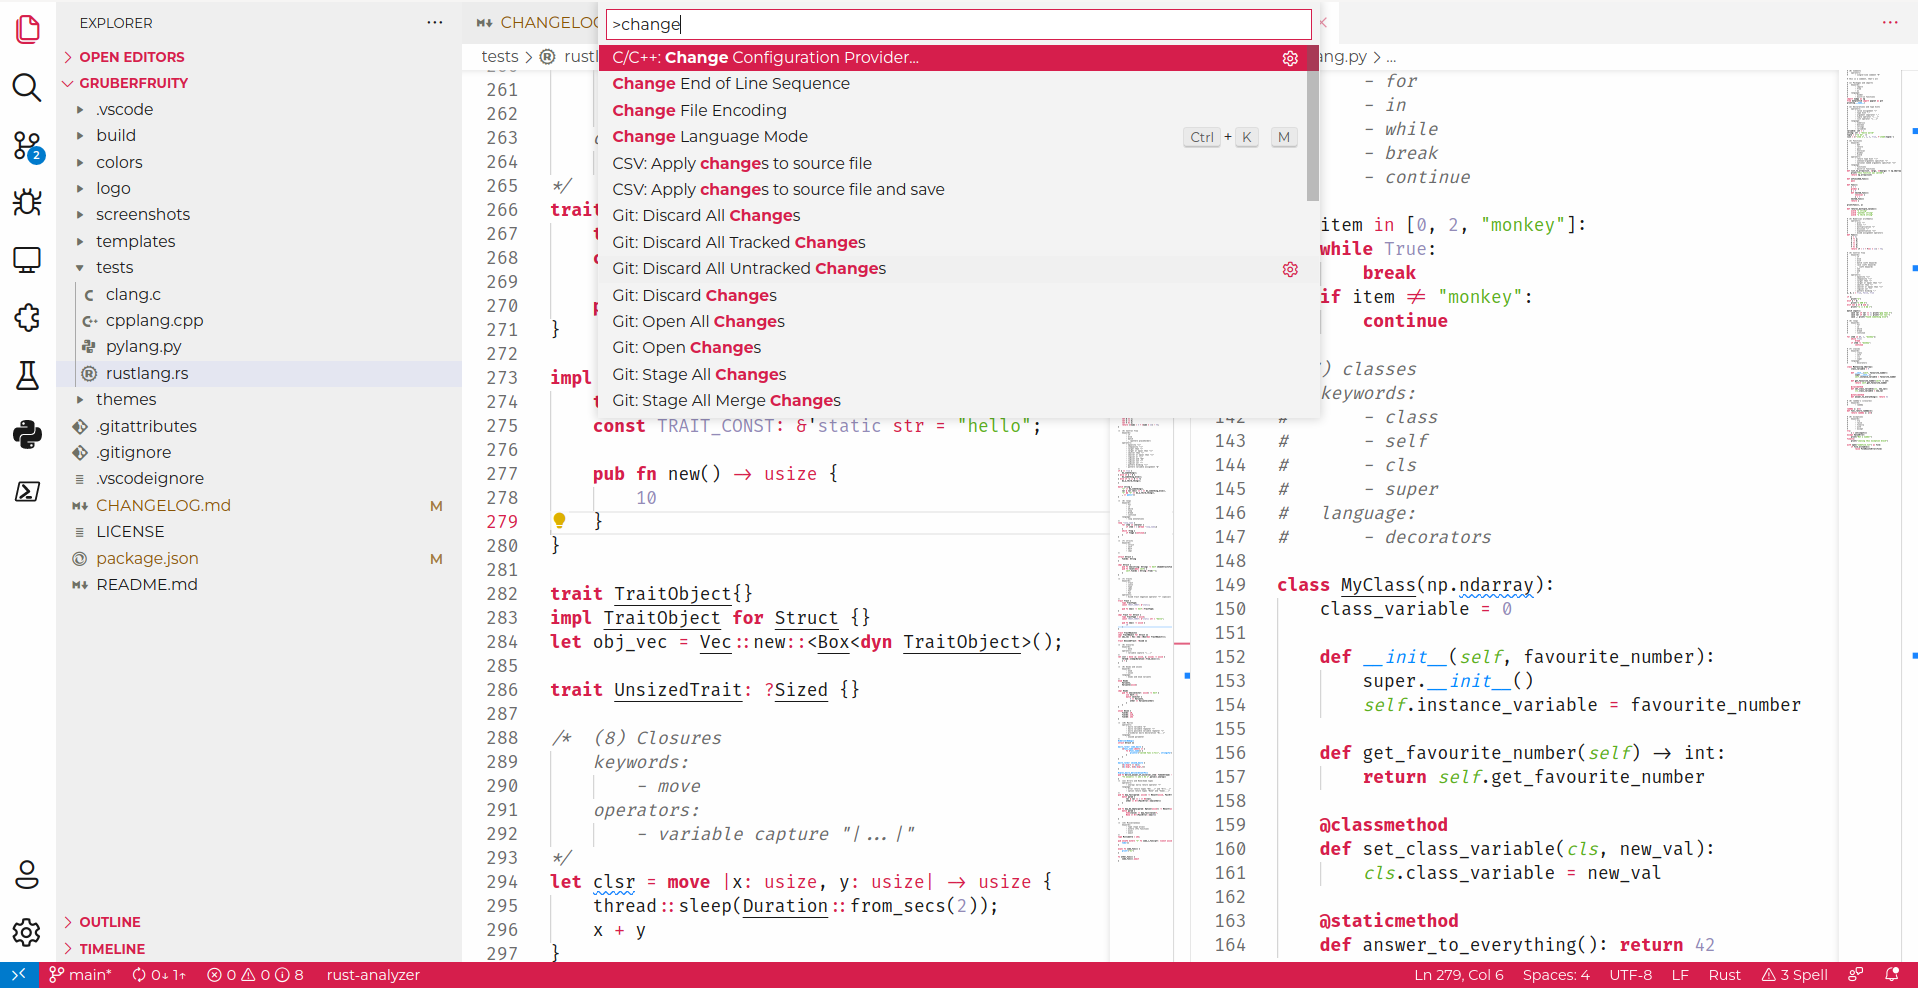 EXPLORER
OPEN EDITORS
GRUBERFRUITY
.vscode
build
colors
logo
screenshots
templates
tests
clang.c
cpplang.cpp
pylang.py
rustlang.rs
themes
.gitattributes
.gitignore
.vscodeignore
CHANGELOG.md M
LICENSE
package.json M
README.md
OUTLINE
TIMELINE
2
CHANGELOG
>change
C/C++: Change Configuration Provider...
Change End of Line Sequence
Change File Encoding
Change Language Mode Ctrl + K M
CSV: Apply changes to source file
CSV: Apply changes to source file and save
Git: Discard All Changes
Git: Discard All Tracked Changes
Git: Discard All Untracked Changes
Git: Discard Changes
Git: Open All Changes
Git: Open Changes
Git: Stage All Changes
Git: Stage All Merge Changes
tests > rustl
261
262
263
264
265 */
266 trait
267
268
269
270
271 }
272
273 impl
274
275 const TRAIT_CONST: &'static str = "hello";
276
277 pub fn new() -> usize {
278 10
279 }
280 }
281
282 trait TraitObject{}
283 impl TraitObject for Struct {}
284 let obj_vec = Vec::new::<Box<dyn TraitObject>();
285
286 trait UnsizedTrait: ?Sized {}
287
288 /* (8) Closures
289 keywords:
290 - move
291 operators:
292 - variable capture "|...|"
293 */
294 let clsr = move |x: usize, y: usize| -> usize {
295 thread::sleep(Duration::from_secs(2));
296 x + y
297 }
ang.py > ...
- for
- in
- while
- break
- continue
item in [0, 2, "monkey"]:
while True:
break
if item != "monkey":
continue
) classes
keywords:
142 # - class
143 # - self
144 # - cls
145 # - super
146 # language:
147 # - decorators
148
149 class MyClass(np.ndarray):
150 class_variable = 0
151
152 def __init__(self, favourite_number):
153 super.__init__()
154 self.instance_variable = favourite_number
155
156 def get_favourite_number(self) -> int:
157 return self.get_favourite_number
158
159 @classmethod
160 def set_class_variable(cls, new_val):
161 cls.class_variable = new_val
162
163 @staticmethod
164 def answer_to_everything(): return 42
main* 0↓ 1↑ 0 0 8 rust-analyzer
Ln 279, Col 6 Spaces: 4 UTF-8 LF Rust 3 Spell